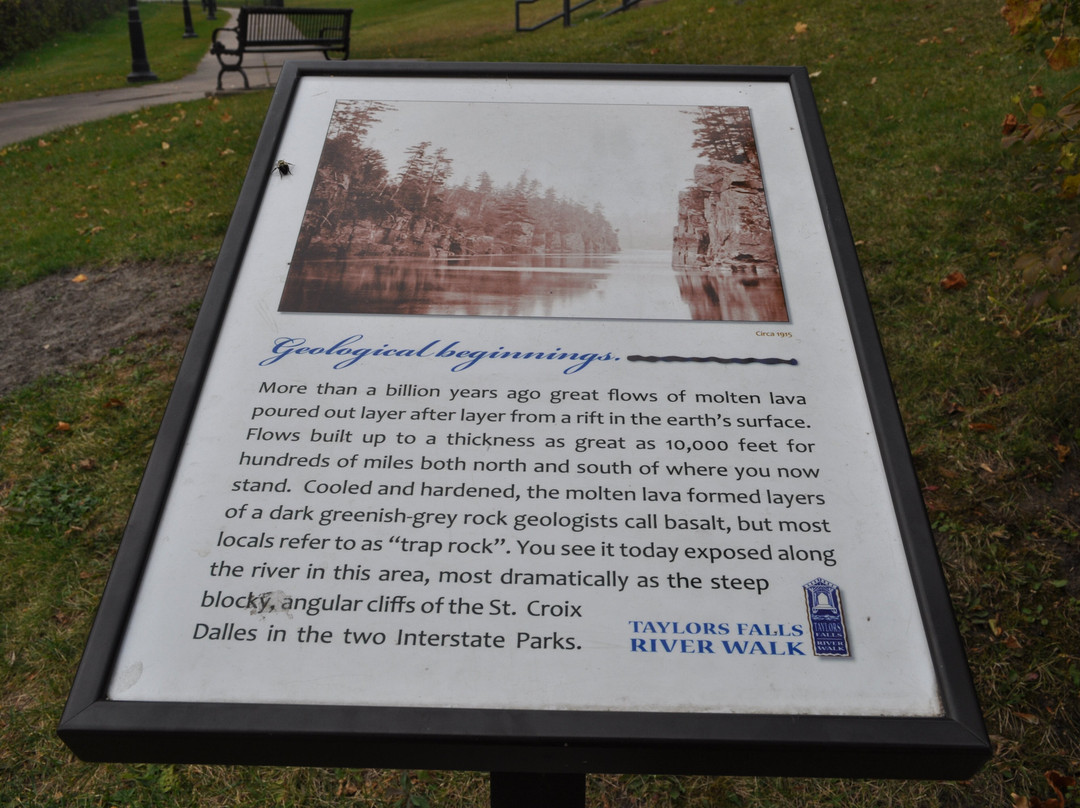 Circa 1915
Geological beginnings.
More than a billion years ago great flows of molten lava
poured out layer after layer from a rift in the earth's surface.
Flows built up to a thickness as great as 10,000 feet for
hundreds of miles both north and south of where you now
stand. Cooled and hardened, the molten lava formed layers
of a dark greenish-grey rock geologists call basalt, but most
locals refer to as “trap rock”. You see it today exposed along
the river in this area, most dramatically as the steep
blocky, angular cliffs of the St. Croix
Dalles in the two Interstate Parks.
TAYLORS FALLS
RIVER WALK
TAYLORS
FALLS
RIVER
WALK